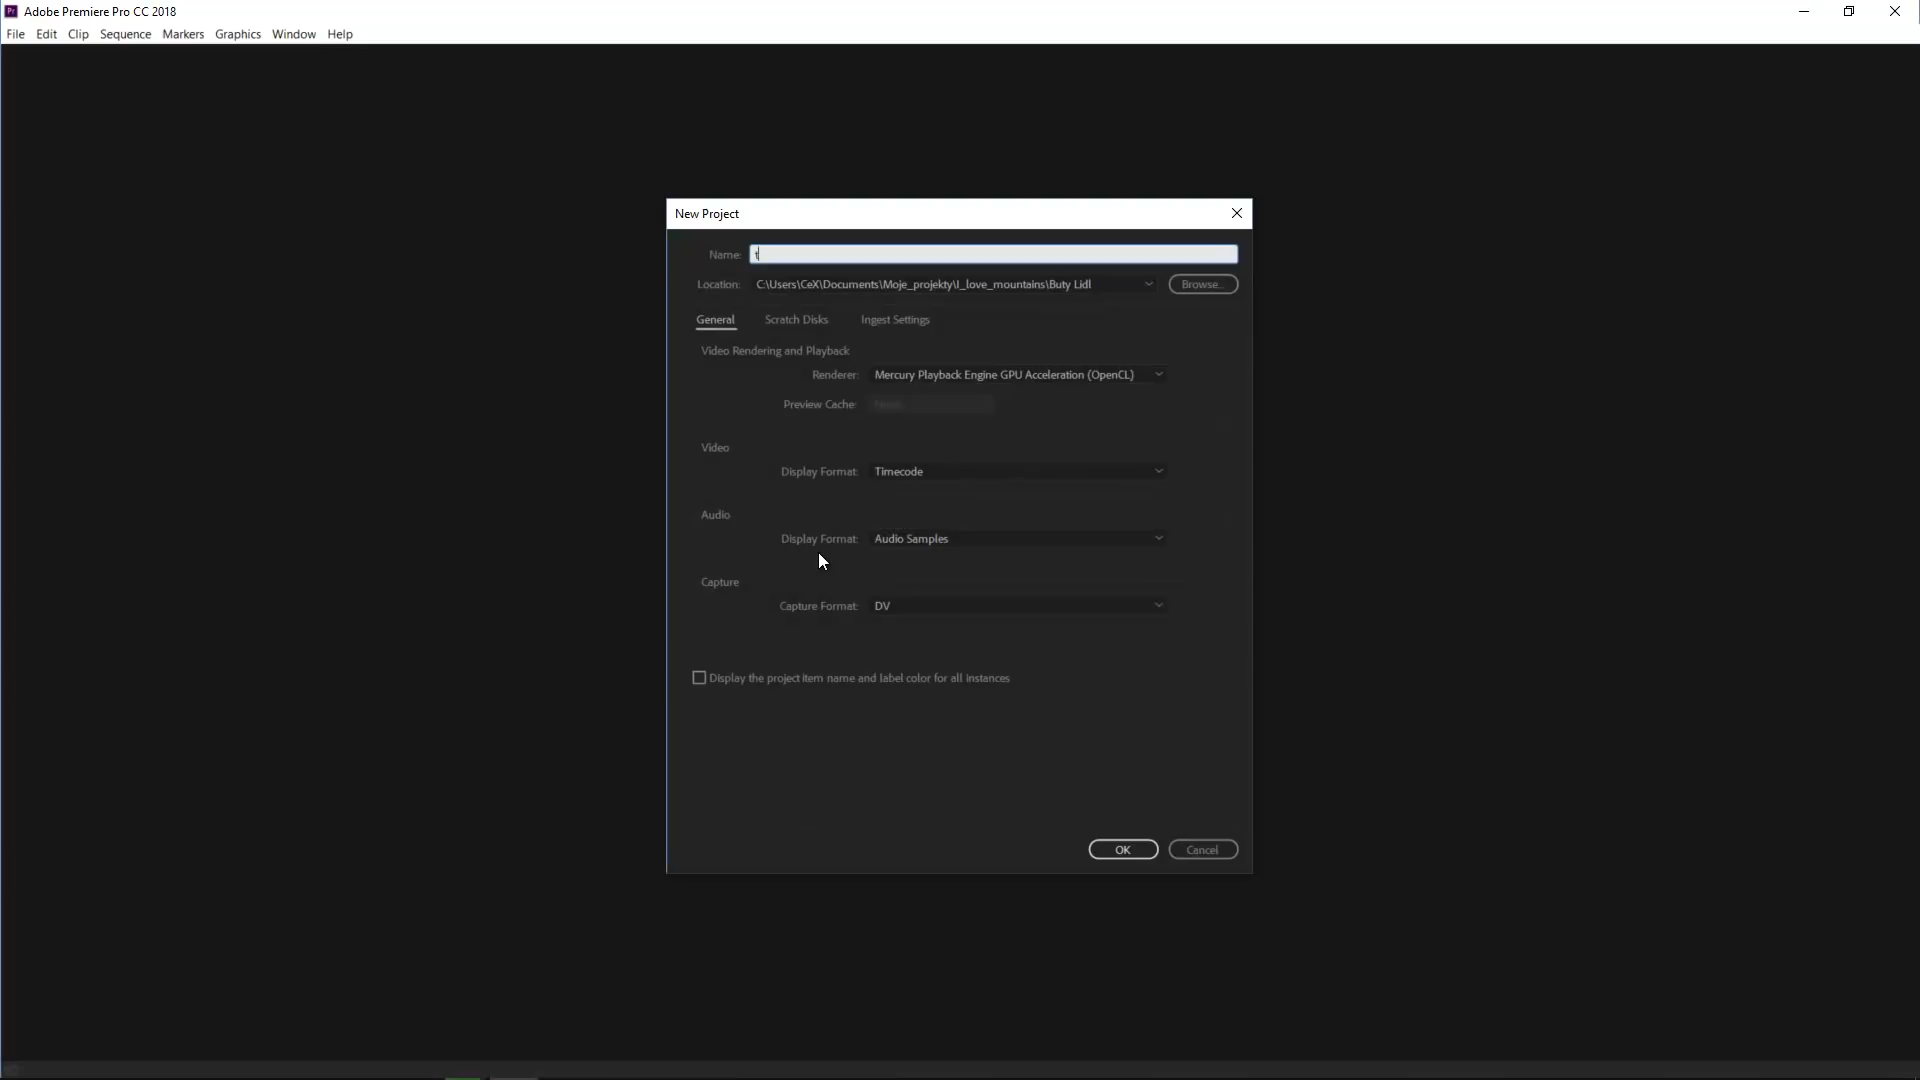 Adobe Premiere Pro CC 2018
File Edit Clip Sequence Markers Graphics Window Help
New Project
Name: t
Location: C:\Users\CeX\Documents\Moje_projekty\I_love_mountains\Buty Lidl Browse...
General Scratch Disks Ingest Settings
Video Rendering and Playback
Renderer: Mercury Playback Engine GPU Acceleration (OpenCL)
Preview Cache:
Video
Display Format: Timecode
Audio
Display Format: Audio Samples
Capture
Capture Format: DV
Display the project item name and label color for all instances
OK Cancel